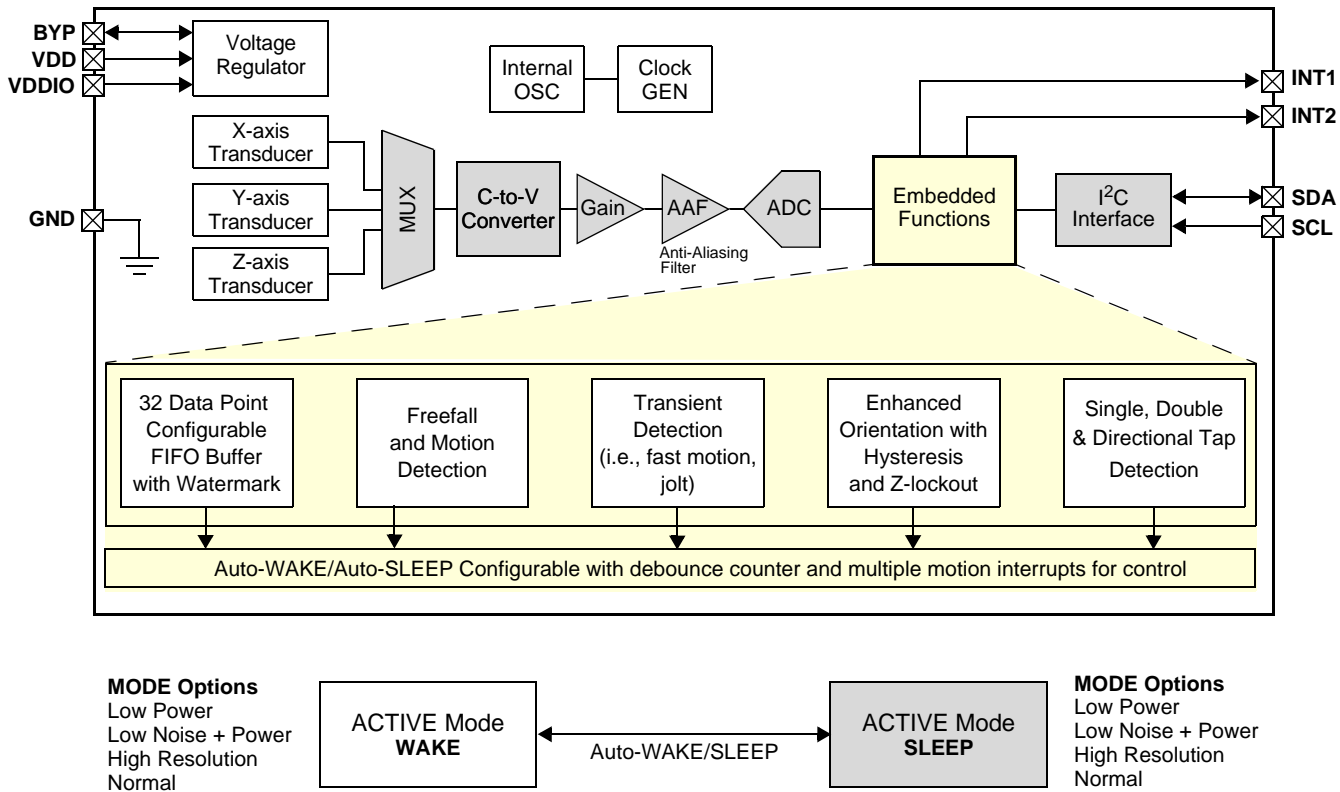 BYP
VDD
VDDIO
Voltage
Regulator
Internal
OSC
Clock
GEN
INT1
INT2
X-axis
Transducer
Y-axis
Transducer
Z-axis
Transducer
GND
MUX
C-to-V
Converter
Gain
AAF
Anti-Aliasing
Filter
ADC
Embedded
Functions
I²C
Interface
SDA
SCL
32 Data Point
Configurable
FIFO Buffer
with Watermark
Freefall
and Motion
Detection
Transient
Detection
(i.e., fast motion,
jolt)
Enhanced
Orientation with
Hysteresis
and Z-lockout
Single, Double
& Directional Tap
Detection
Auto-WAKE/Auto-SLEEP Configurable with debounce counter and multiple motion interrupts for control
MODE Options
Low Power
Low Noise + Power
High Resolution
Normal
ACTIVE Mode
WAKE
Auto-WAKE/SLEEP
ACTIVE Mode
SLEEP
MODE Options
Low Power
Low Noise + Power
High Resolution
Normal